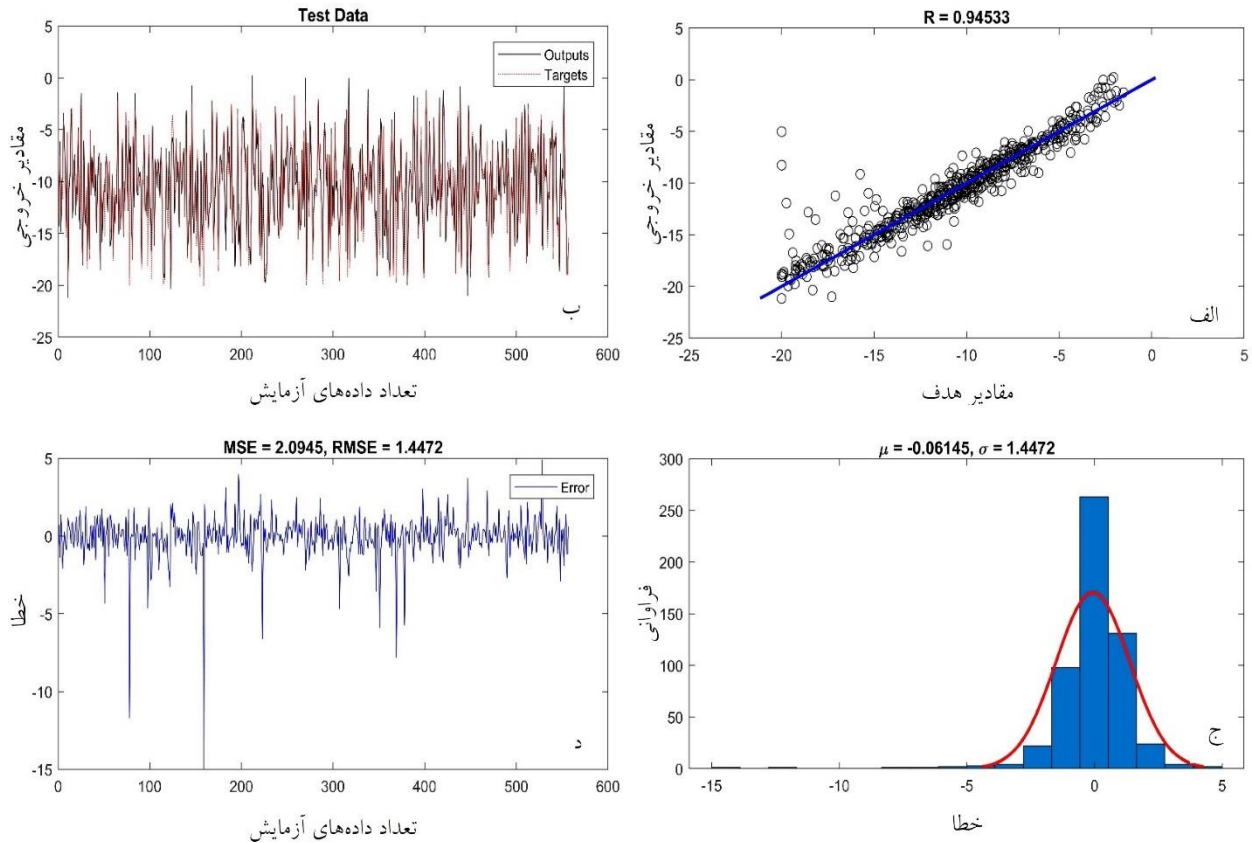 Test Data
Outputs
Targets
5
0
-5
-10
-15
-20
-25
0 100 200 300 400 500 600
مقادیر خروجی
ب
تعداد داده‌های آزمایش
R = 0.94533
5
0
-5
-10
-15
-20
-25
-25 -20 -15 -10 -5 0 5
مقادیر خروجی
الف
مقادیر هدف
MSE = 2.0945, RMSE = 1.4472
Error
5
0
-5
-10
-15
0 100 200 300 400 500 600
خطا
د
تعداد داده‌های آزمایش
μ = -0.06145, σ = 1.4472
300
250
200
150
100
50
0
-15 -10 -5 0 5
فراوانی
ج
خطا